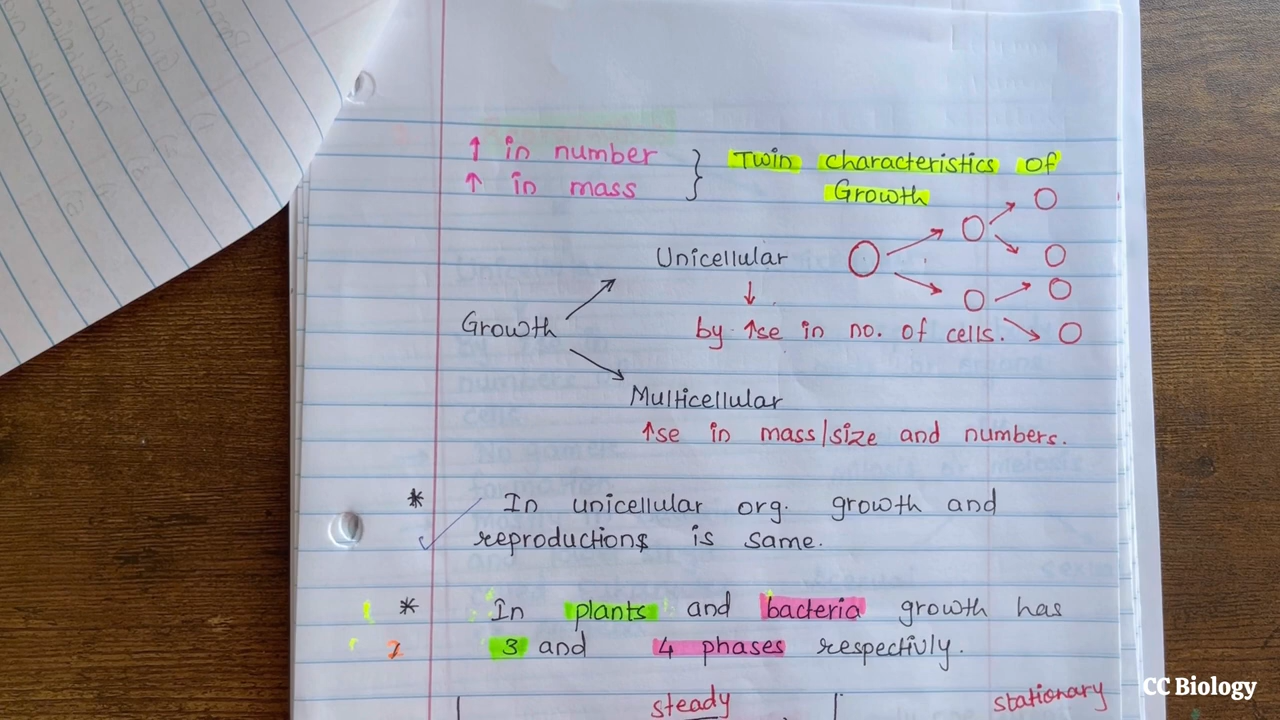 ↑ in number } Twin characteristics of
↑ in mass Growth
Unicellular
↓
by ↑se in no. of cells.
Growth
Multicellular
↑se in mass/size and numbers.
* In unicellular org. growth and
reproductions is same.
* In plants and bacteria growth has
3 and 4 phases respectivly.
steady stationary
CC Biology